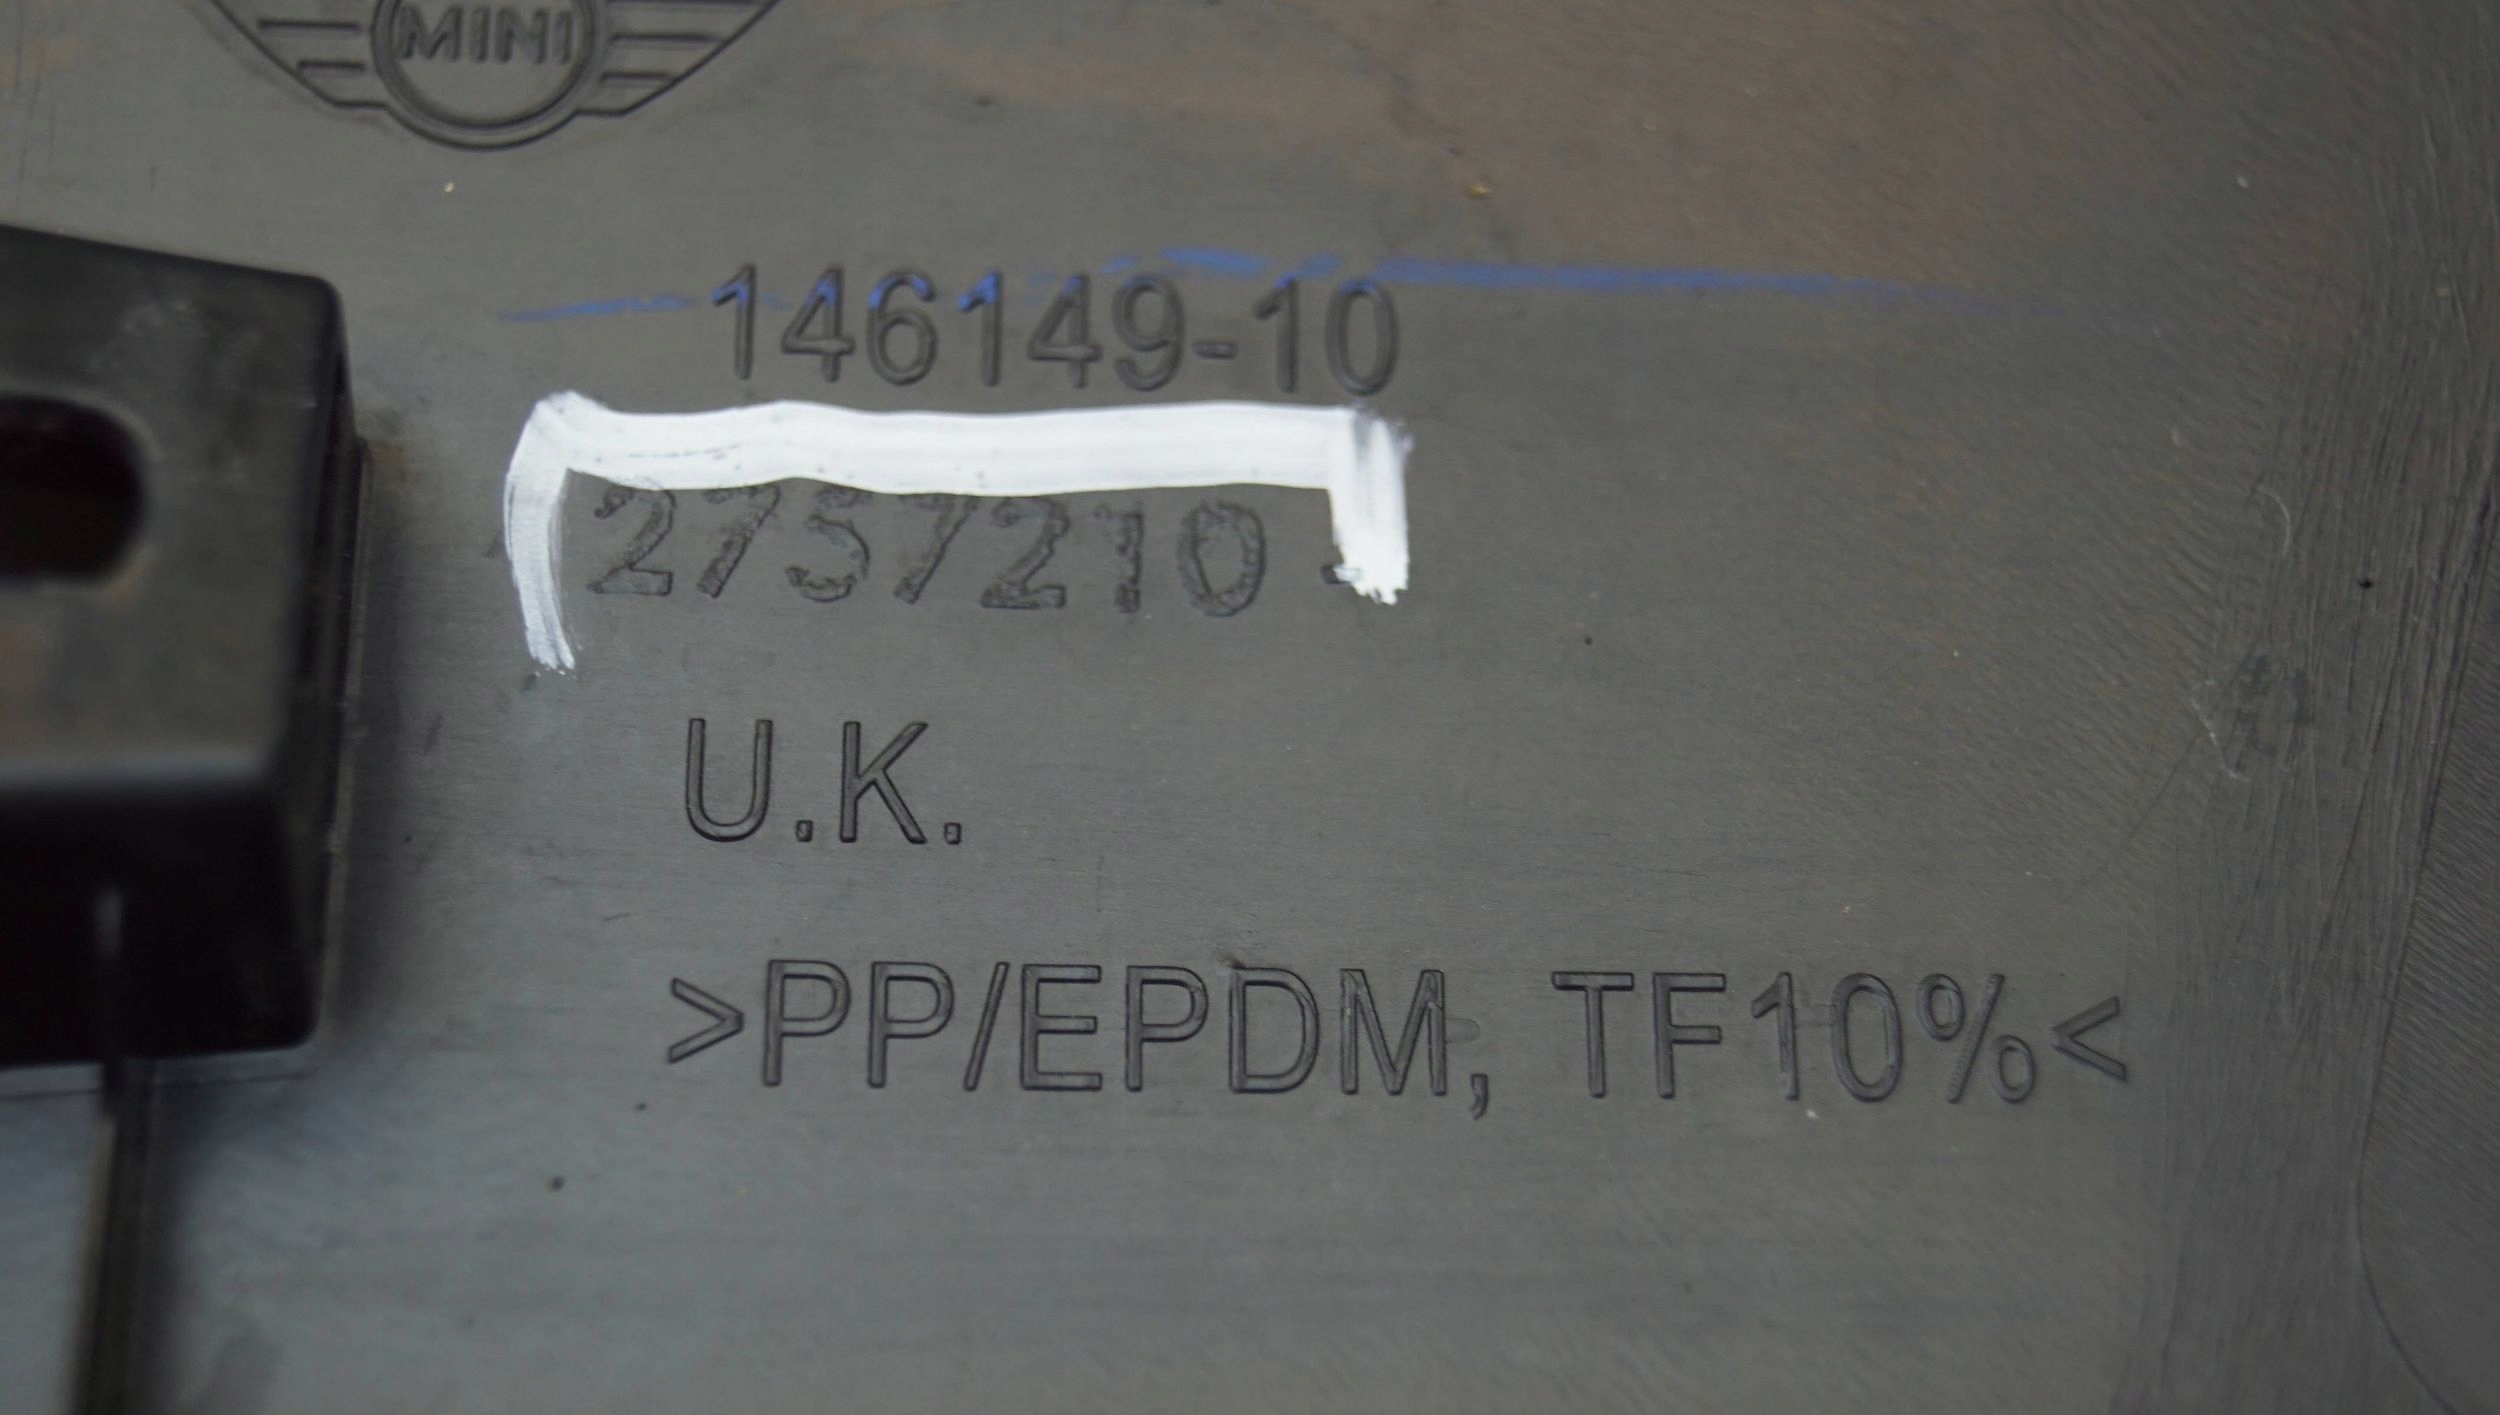 MINI
146149-10
2757210 -
U.K.
>PP/EPDM, TF10%<